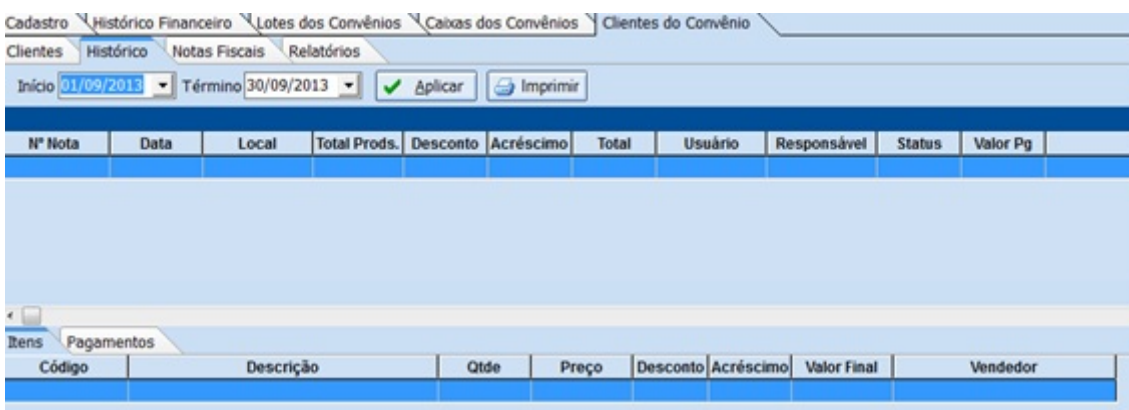 Cadastro Histórico Financeiro Lotes dos Convênios Caixas dos Convênios Clientes do Convênio
Clientes Histórico Notas Fiscais Relatórios
Início 01/09/2013 Término 30/09/2013 Aplicar Imprimir
Nº Nota Data Local Total Prods. Desconto Acréscimo Total Usuário Responsável Status Valor Pg
Itens Pagamentos
Código Descrição Qtde Preço Desconto Acréscimo Valor Final Vendedor